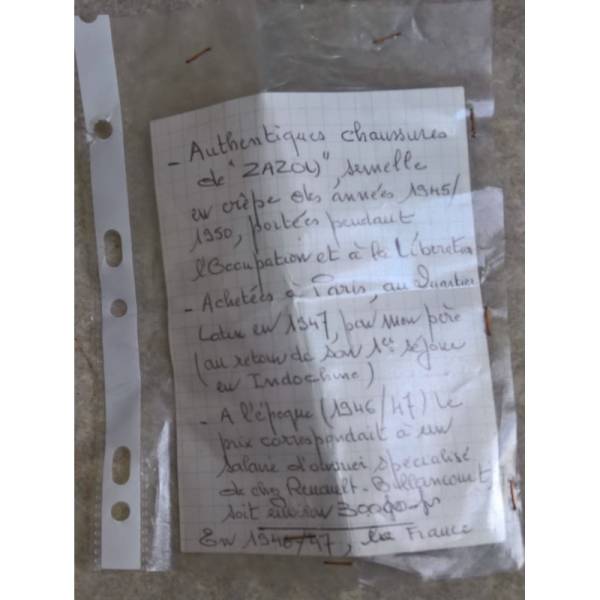 - Authentiques chaussures
de "ZAZOU", semelle
en crêpe des années 1945/
1950, portées pendant
l'Occupation et à la Libération
- Achetées à Paris, au Quartier
Latin en 1947, par mon père
(au retour de son 1er séjour
en Indochine)
- A l'époque (1946/47) le
prix correspondait à un
salaire d'ouvrier spécialisé
de chez Renault-Billancourt
soit environ
En 1946/47, la France